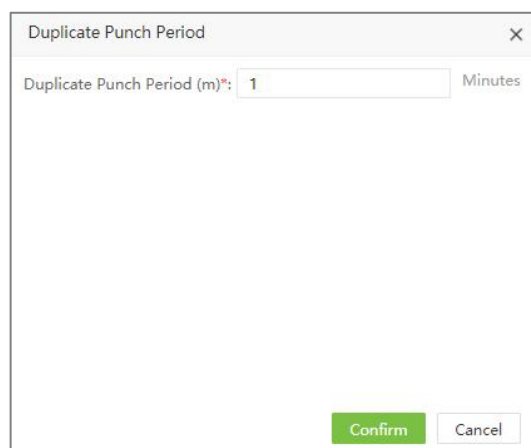 Duplicate Punch Period
Duplicate Punch Period (m)*: 1 Minutes
Confirm Cancel